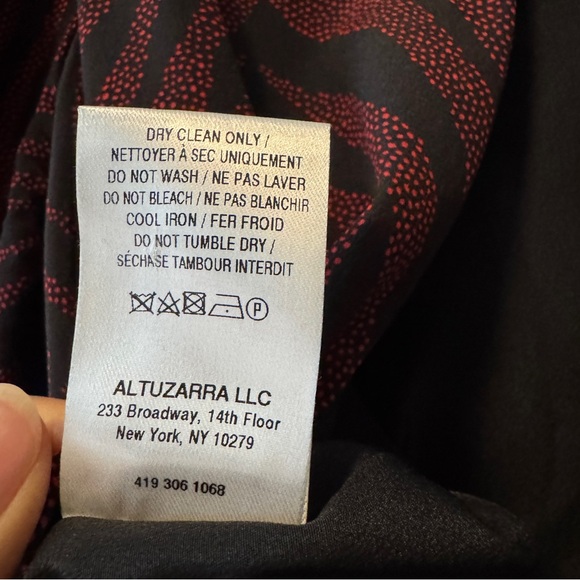 DRY CLEAN ONLY /
NETTOYER À SEC UNIQUEMENT
DO NOT WASH / NE PAS LAVER
DO NOT BLEACH / NE PAS BLANCHIR
COOL IRON / FER FROID
DO NOT TUMBLE DRY /
SÉCHASE TAMBOUR INTERDIT
P
ALTUZARRA LLC
233 Broadway, 14th Floor
New York, NY 10279
419 306 1068